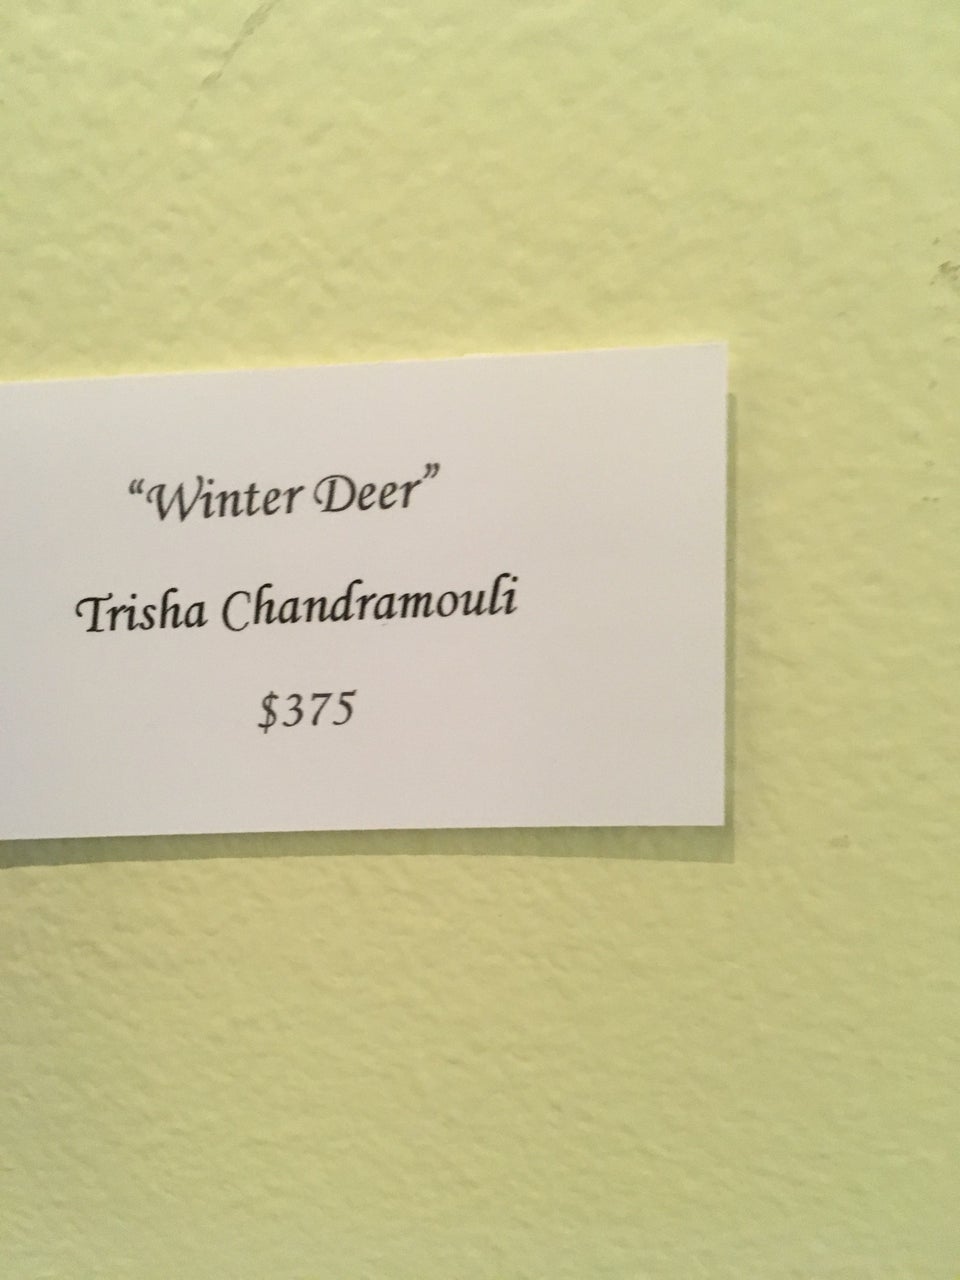 “Winter Deer”
Trisha Chandramouli
$375